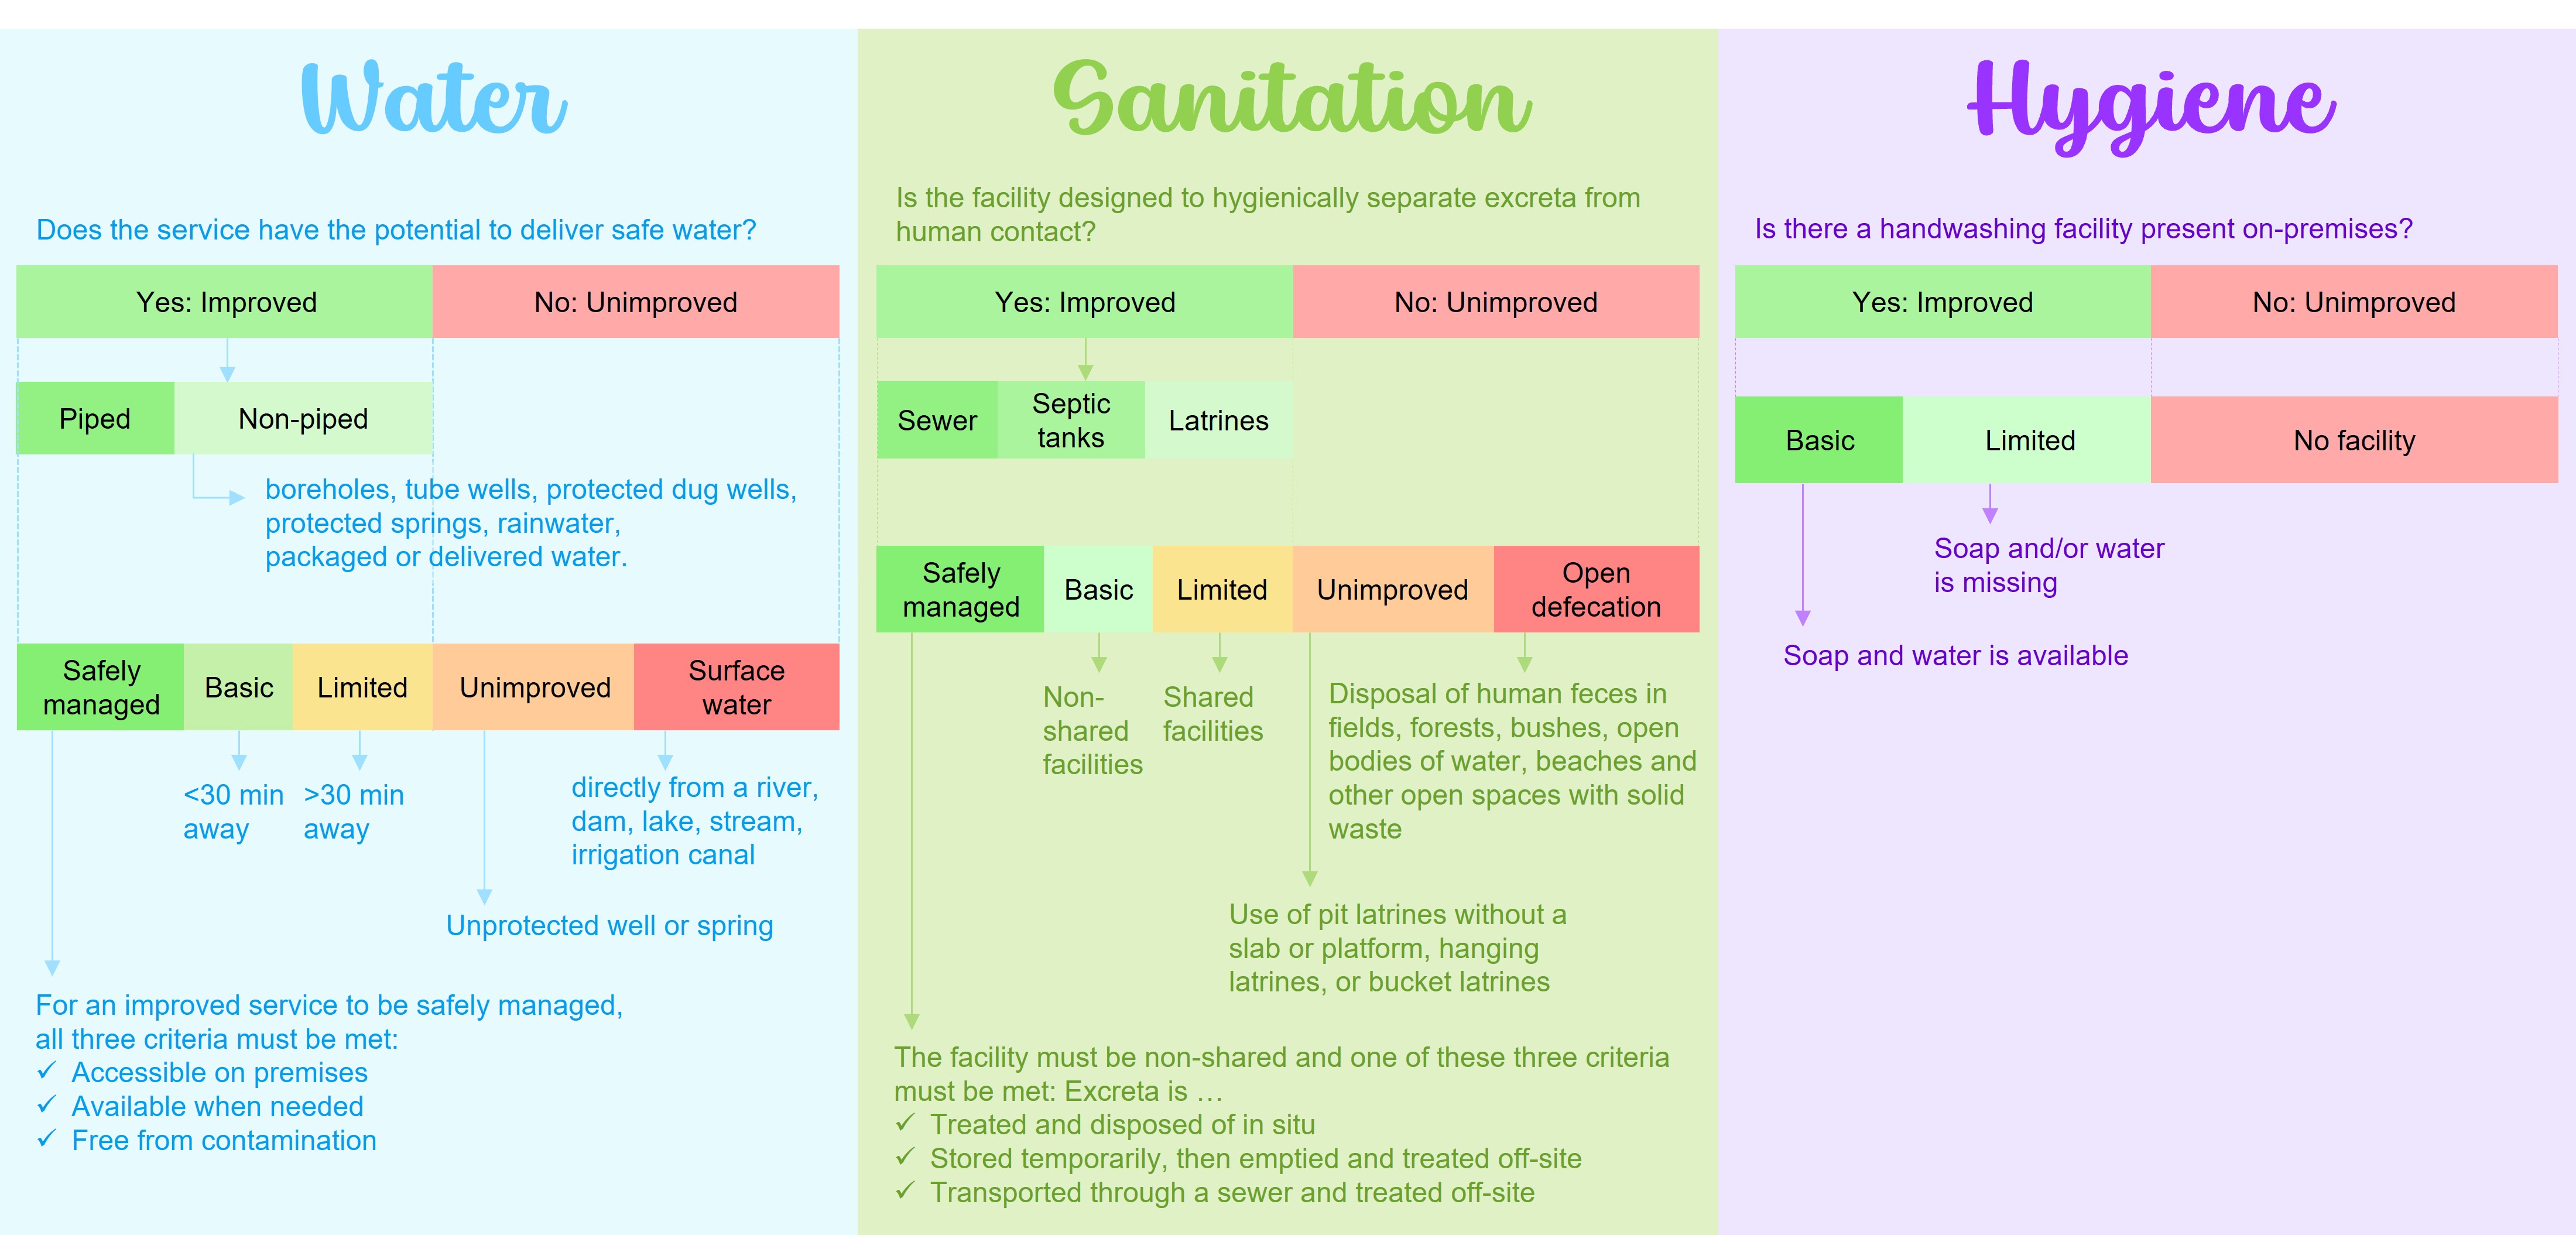 Water
Does the service have the potential to deliver safe water?
Yes: Improved
No: Unimproved
Piped
Non-piped
boreholes, tube wells, protected dug wells,
protected springs, rainwater,
packaged or delivered water.
Safely
managed
Basic
Limited
Unimproved
Surface
water
<30 min
away
>30 min
away
directly from a river,
dam, lake, stream,
irrigation canal
Unprotected well or spring
For an improved service to be safely managed,
all three criteria must be met:
✓ Accessible on premises
✓ Available when needed
✓ Free from contamination
Sanitation
Is the facility designed to hygienically separate excreta from
human contact?
Yes: Improved
No: Unimproved
Sewer
Septic
tanks
Latrines
Safely
managed
Basic
Limited
Unimproved
Open
defecation
Non-
shared
facilities
Shared
facilities
Disposal of human feces in
fields, forests, bushes, open
bodies of water, beaches and
other open spaces with solid
waste
Use of pit latrines without a
slab or platform, hanging
latrines, or bucket latrines
The facility must be non-shared and one of these three criteria
must be met: Excreta is …
✓ Treated and disposed of in situ
✓ Stored temporarily, then emptied and treated off-site
✓ Transported through a sewer and treated off-site
Hygiene
Is there a handwashing facility present on-premises?
Yes: Improved
No: Unimproved
Basic
Limited
No facility
Soap and/or water
is missing
Soap and water is available